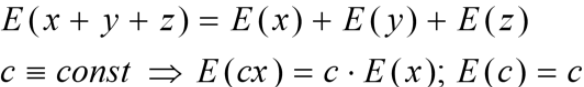 E(x + y + z) = E(x) + E(y) + E(z)
c ≡ const ⇒ E(cx) = c · E(x); E(c) = c